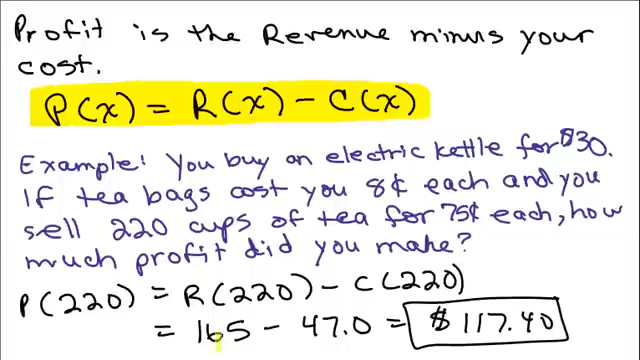 Profit is the Revenue minus your
cost.
P(x) = R(x) - C(x)
Example: You buy an electric kettle for $30.
If tea bags cost you 8¢ each and you
sell 220 cups of tea for 75¢ each, how
much profit did you make?
P(220) = R(220) - C(220)
= 165 - 47.0 = $117.40